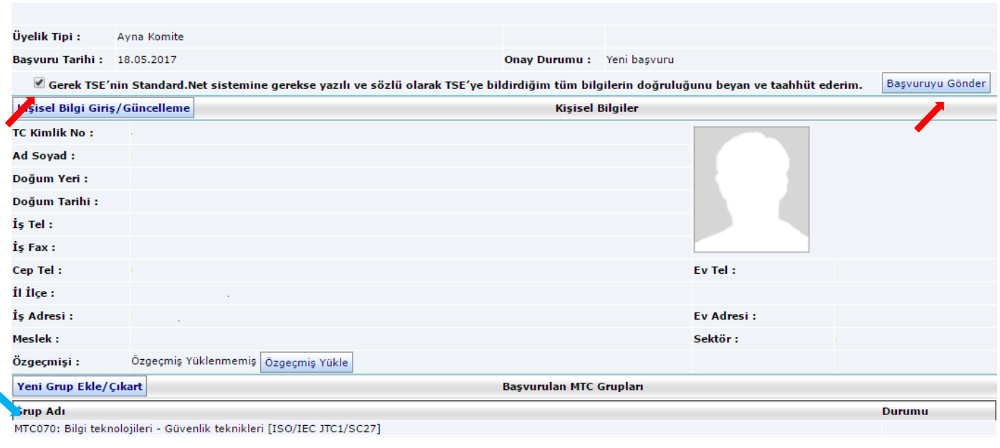 Üyelik Tipi : Ayna Komite
Başvuru Tarihi : 18.05.2017 Onay Durumu : Yeni başvuru
Gerek TSE’nin Standard.Net sistemine gerekse yazılı ve sözlü olarak TSE’ye bildirdiğim tüm bilgilerin doğruluğunu beyan ve taahhüt ederim. Başvuruyu Gönder
Kişisel Bilgi Giriş/Güncelleme Kişisel Bilgiler
TC Kimlik No :
Ad Soyad :
Doğum Yeri :
Doğum Tarihi :
İş Tel :
İş Fax :
Cep Tel : Ev Tel :
İl İlçe :
İş Adresi : Ev Adresi :
Meslek : Sektör :
Özgeçmişi : Özgeçmiş Yüklenmemiş Özgeçmiş Yükle
Yeni Grup Ekle/Çıkart Başvurulan MTC Grupları
Grup Adı Durumu
MTC070: Bilgi teknolojileri - Güvenlik teknikleri [ISO/IEC JTC1/SC27]